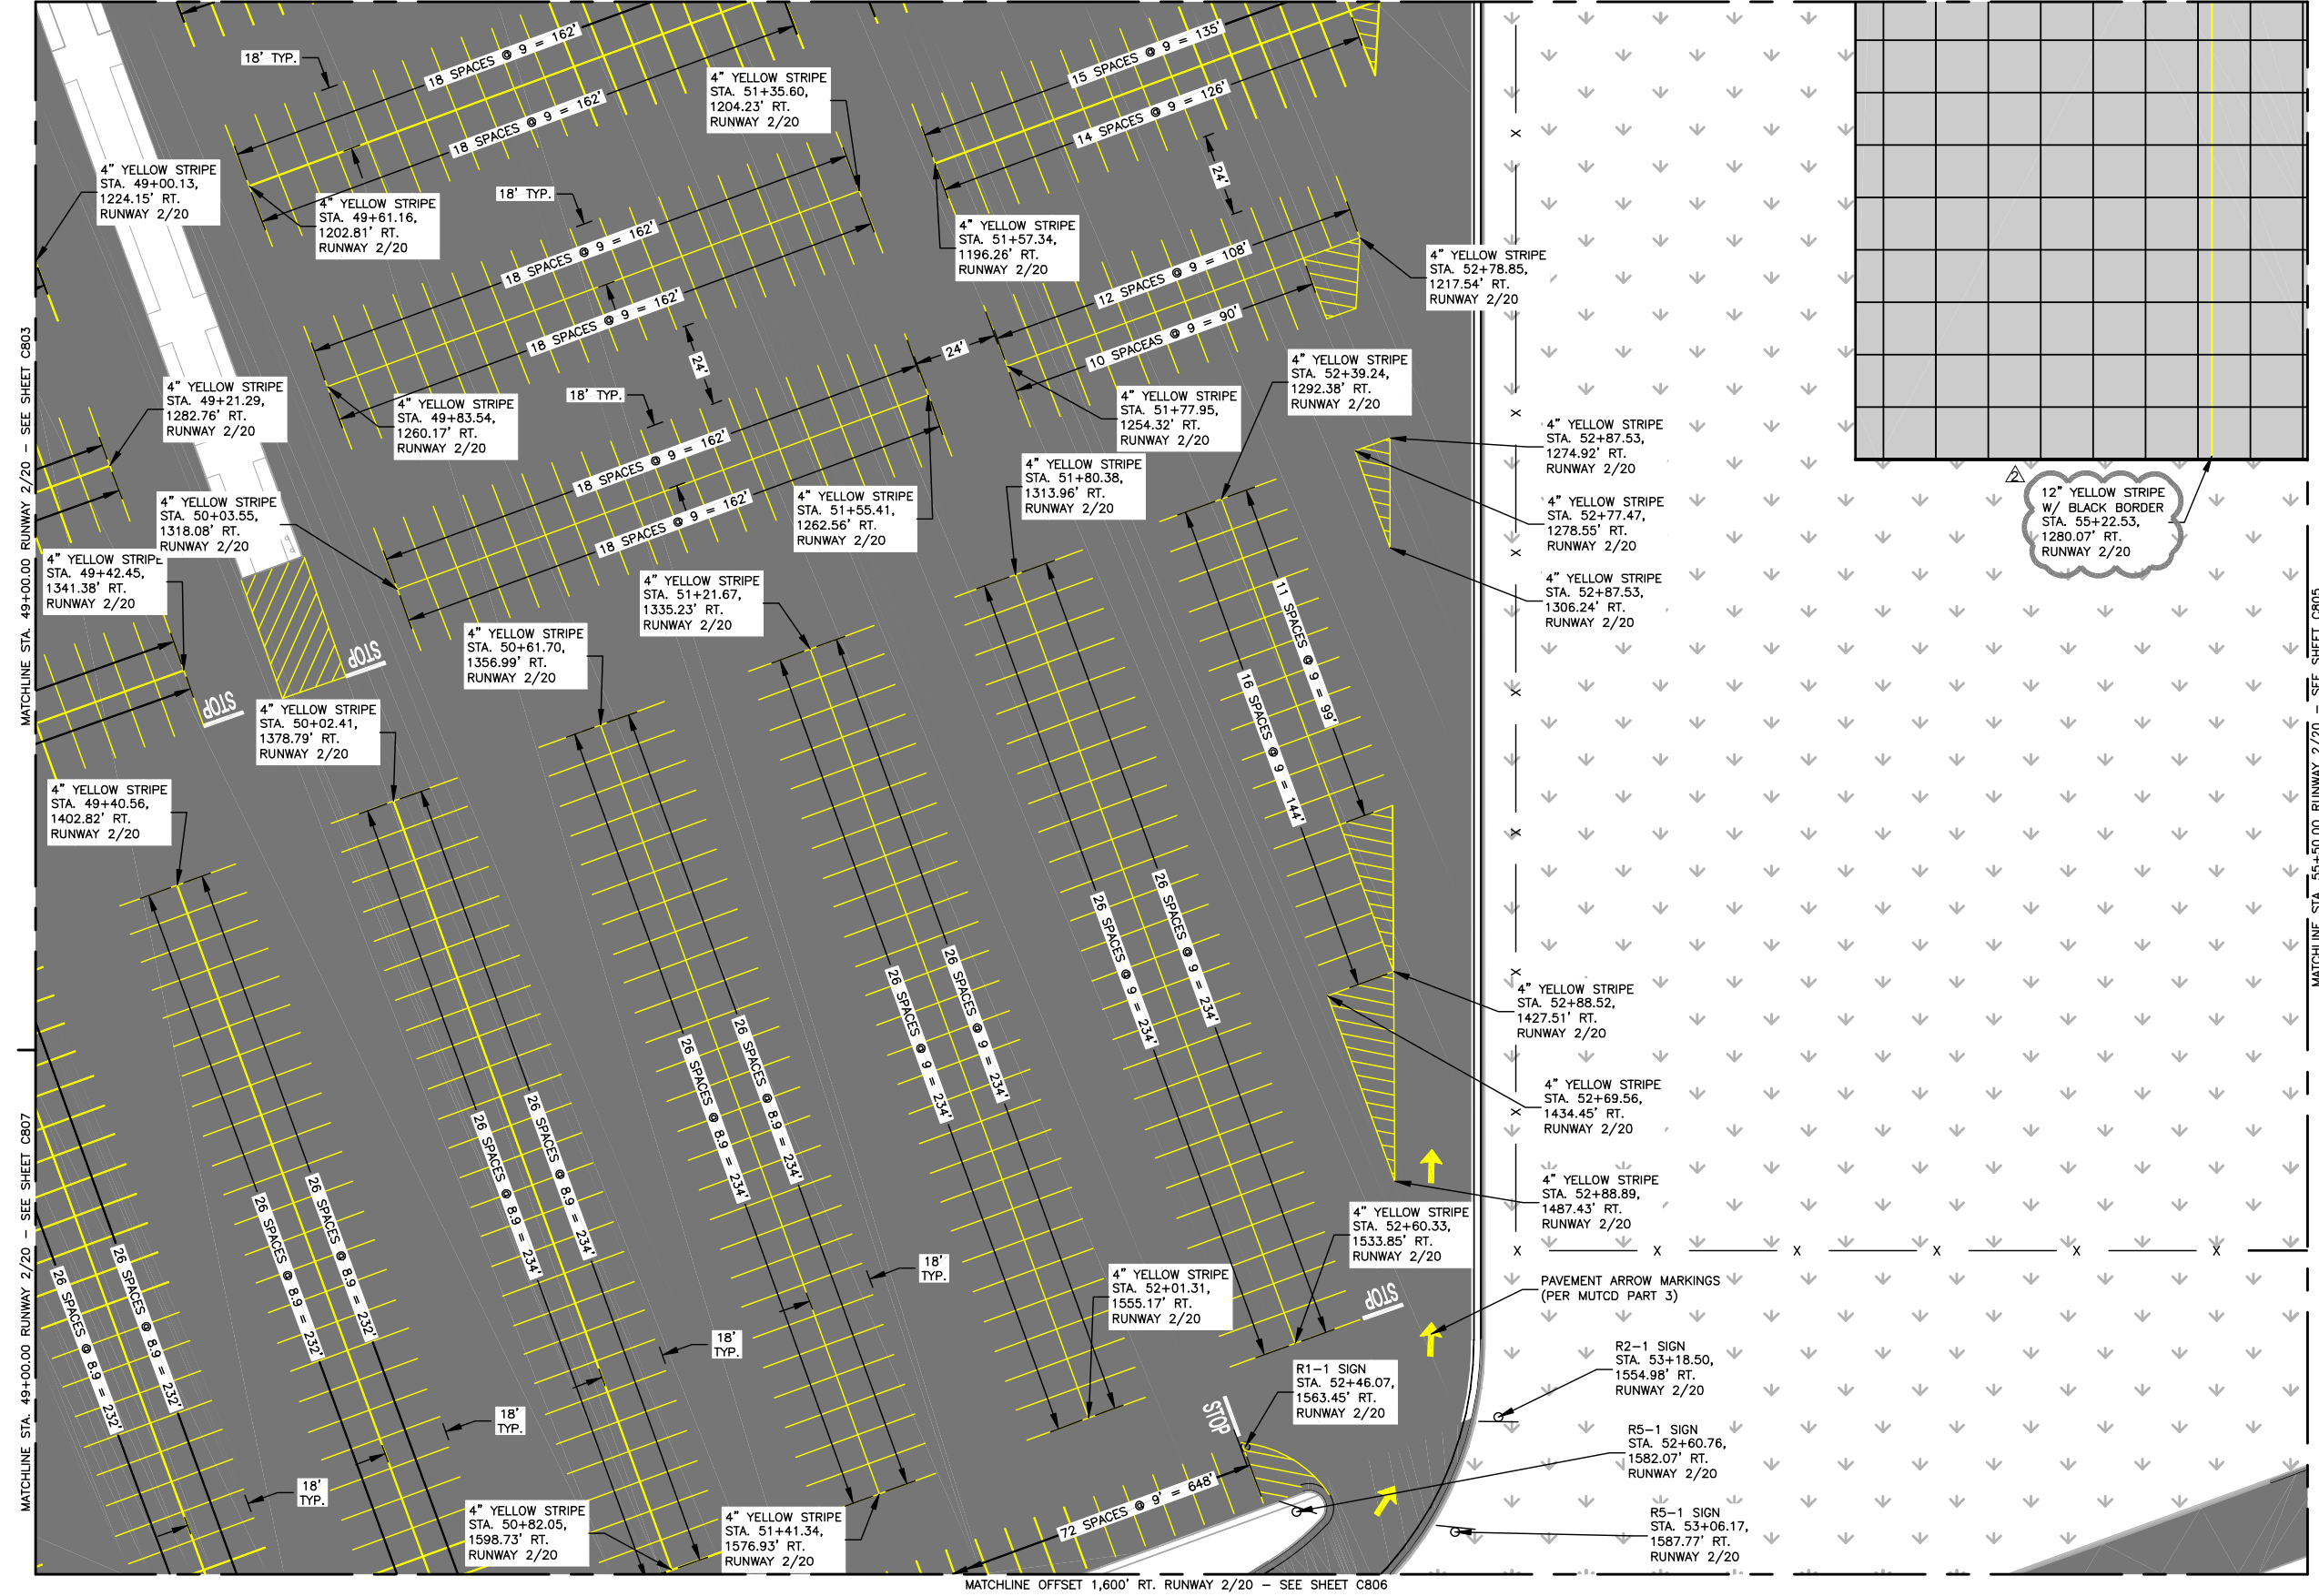 18 SPACES @ 9 = 162'
18' TYP.
18 SPACES @ 9 = 162'
4" YELLOW STRIPE
STA. 51+35.60,
1204.23' RT.
RUNWAY 2/20
15 SPACES @ 9 = 135'
14 SPACES @ 9 = 126'
X
4" YELLOW STRIPE
STA. 49+00.13,
1224.15' RT.
RUNWAY 2/20
4" YELLOW STRIPE
STA. 49+61.16,
1202.81' RT.
RUNWAY 2/20
18' TYP.
24'
18 SPACES @ 9 = 162'
18 SPACES @ 9 = 162'
4" YELLOW STRIPE
STA. 51+57.34,
1196.26' RT.
RUNWAY 2/20
12 SPACES @ 9 = 108'
10 SPACEAS @ 9 = 90'
4" YELLOW STRIPE
STA. 52+78.85,
1217.54' RT.
RUNWAY 2/20
24'
24'
18' TYP.
4" YELLOW STRIPE
STA. 49+21.29,
1282.76' RT.
RUNWAY 2/20
4" YELLOW STRIPE
STA. 49+83.54,
1260.17' RT.
RUNWAY 2/20
4" YELLOW STRIPE
STA. 51+77.95,
1254.32' RT.
RUNWAY 2/20
4" YELLOW STRIPE
STA. 52+39.24,
1292.38' RT.
RUNWAY 2/20
X
4" YELLOW STRIPE
STA. 52+87.53,
1274.92' RT.
RUNWAY 2/20
18 SPACES @ 9 = 162'
18 SPACES @ 9 = 162'
4" YELLOW STRIPE
STA. 50+03.55,
1318.08' RT.
RUNWAY 2/20
4" YELLOW STRIPE
STA. 51+55.41,
1262.56' RT.
RUNWAY 2/20
4" YELLOW STRIPE
STA. 51+80.38,
1313.96' RT.
RUNWAY 2/20
4" YELLOW STRIPE
STA. 52+77.47,
1278.55' RT.
RUNWAY 2/20
X
2
12" YELLOW STRIPE
W/ BLACK BORDER
STA. 55+22.53,
1280.07' RT.
RUNWAY 2/20
4" YELLOW STRIPE
STA. 49+42.45,
1341.38' RT.
RUNWAY 2/20
4" YELLOW STRIPE
STA. 51+21.67,
1335.23' RT.
RUNWAY 2/20
4" YELLOW STRIPE
STA. 52+87.53,
1306.24' RT.
RUNWAY 2/20
11 SPACES @ 9 = 99'
16 SPACES @ 9 = 144'
STOP
STOP
4" YELLOW STRIPE
STA. 50+61.70,
1356.99' RT.
RUNWAY 2/20
X
4" YELLOW STRIPE
STA. 50+02.41,
1378.79' RT.
RUNWAY 2/20
4" YELLOW STRIPE
STA. 49+40.56,
1402.82' RT.
RUNWAY 2/20
X
MATCHLINE STA. 49+00.00 RUNWAY 2/20 - SEE SHEET C803
MATCHLINE STA. 55+50.00 RUNWAY 2/20 - SEE SHEET C805
26 SPACES @ 9 = 234'
26 SPACES @ 9 = 234'
26 SPACES @ 9 = 234'
26 SPACES @ 9 = 234'
X
4" YELLOW STRIPE
STA. 52+88.52,
1427.51' RT.
RUNWAY 2/20
26 SPACES @ 8.9 = 234'
26 SPACES @ 8.9 = 234'
4" YELLOW STRIPE
STA. 52+69.56,
1434.45' RT.
RUNWAY 2/20
X
26 SPACES @ 8.9 = 234'
26 SPACES @ 8.9 = 234'
26 SPACES @ 8.9 = 232'
26 SPACES @ 8.9 = 232'
26 SPACES @ 8.9 = 232'
26 SPACES @ 8.9 = 232'
MATCHLINE STA. 49+00.00 RUNWAY 2/20 - SEE SHEET C807
4" YELLOW STRIPE
STA. 52+88.89,
1487.43' RT.
RUNWAY 2/20
4" YELLOW STRIPE
STA. 52+60.33,
1533.85' RT.
RUNWAY 2/20
X X X X X X
18'
TYP.
4" YELLOW STRIPE
STA. 52+01.31,
1555.17' RT.
RUNWAY 2/20
STOP
PAVEMENT ARROW MARKINGS
(PER MUTCD PART 3)
18'
TYP.
R1-1 SIGN
STA. 52+46.07,
1563.45' RT.
RUNWAY 2/20
R2-1 SIGN
STA. 53+18.50,
1554.98' RT.
RUNWAY 2/20
18'
TYP.
STOP
R5-1 SIGN
STA. 52+60.76,
1582.07' RT.
RUNWAY 2/20
18'
TYP.
72 SPACES @ 9' = 648'
4" YELLOW STRIPE
STA. 50+82.05,
1598.73' RT.
RUNWAY 2/20
4" YELLOW STRIPE
STA. 51+41.34,
1576.93' RT.
RUNWAY 2/20
R5-1 SIGN
STA. 53+06.17,
1587.77' RT.
RUNWAY 2/20
MATCHLINE OFFSET 1,600' RT. RUNWAY 2/20 - SEE SHEET C806